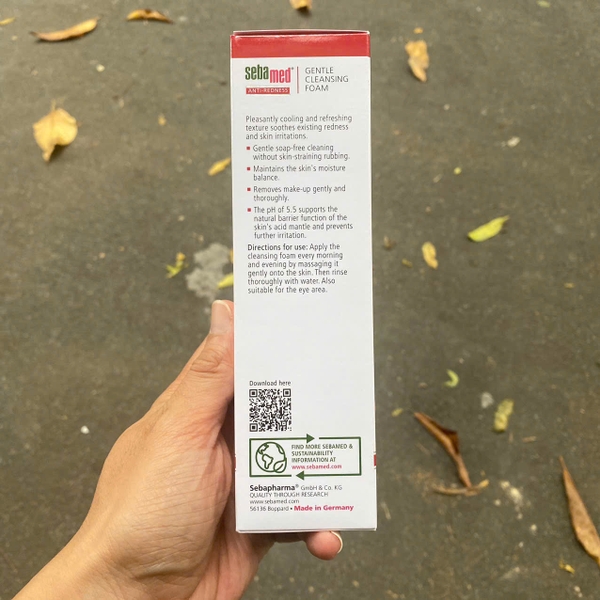 sebamed®
ANTI-REDNESS
GENTLE
CLEANSING
FOAM
Pleasantly cooling and refreshing
texture soothes existing redness
and skin irritations.
▪ Gentle soap-free cleaning
without skin-straining rubbing.
▪ Maintains the skin's moisture
balance.
▪ Removes make-up gently and
thoroughly.
▪ The pH of 5.5 supports the
natural barrier function of the
skin's acid mantle and prevents
further irritation.
Directions for use: Apply the
cleansing foam every morning
and evening by massaging it
gently onto the skin. Then rinse
thoroughly with water. Also
suitable for the eye area.
Download here
FIND MORE SEBAMED &
SUSTAINABILITY
INFORMATION AT
www.sebamed.com
Sebapharma® GmbH & Co. KG
QUALITY THROUGH RESEARCH
www.sebamed.com
56136 Boppard • Made in Germany